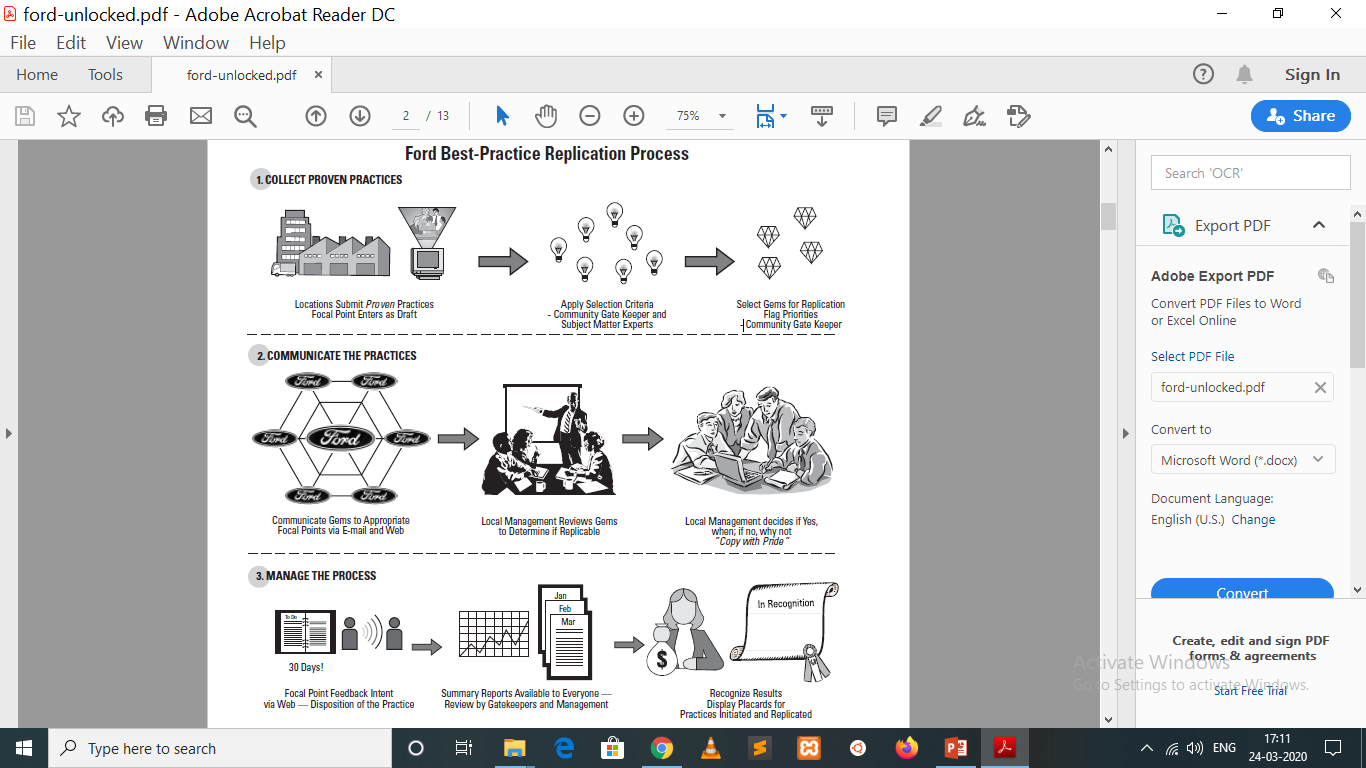 ford-unlocked.pdf - Adobe Acrobat Reader DC
File Edit View Window Help
Home Tools ford-unlocked.pdf × Sign In
2 / 13 75% Share
Ford Best-Practice Replication Process
1. COLLECT PROVEN PRACTICES
Locations Submit Proven Practices
Focal Point Enters as Draft
Apply Selection Criteria
- Community Gate Keeper and
Subject Matter Experts
Select Gems for Replication
Flag Priorities
- Community Gate Keeper
2. COMMUNICATE THE PRACTICES
Ford Ford
Ford Ford Ford
Ford Ford
Communicate Gems to Appropriate
Focal Points via E-mail and Web
Local Management Reviews Gems
to Determine if Replicable
Local Management decides if Yes,
when; if no, why not
"Copy with Pride"
3. MANAGE THE PROCESS
To Do
30 Days!
Jan
Feb
Mar
$
In Recognition
Focal Point Feedback Intent
via Web — Disposition of the Practice
Summary Reports Available to Everyone —
Review by Gatekeepers and Management
Recognize Results
Display Placards for
Practices Initiated and Replicated
Search 'OCR'
Export PDF
Adobe Export PDF
Convert PDF Files to Word
or Excel Online
Select PDF File
ford-unlocked.pdf
Convert to
Microsoft Word (*.docx)
Document Language:
English (U.S.) Change
Convert
Create, edit and sign PDF
forms & agreements
Start Free Trial
Activate Windows
Go to Settings to activate Windows.
Type here to search
ENG
17:11
24-03-2020